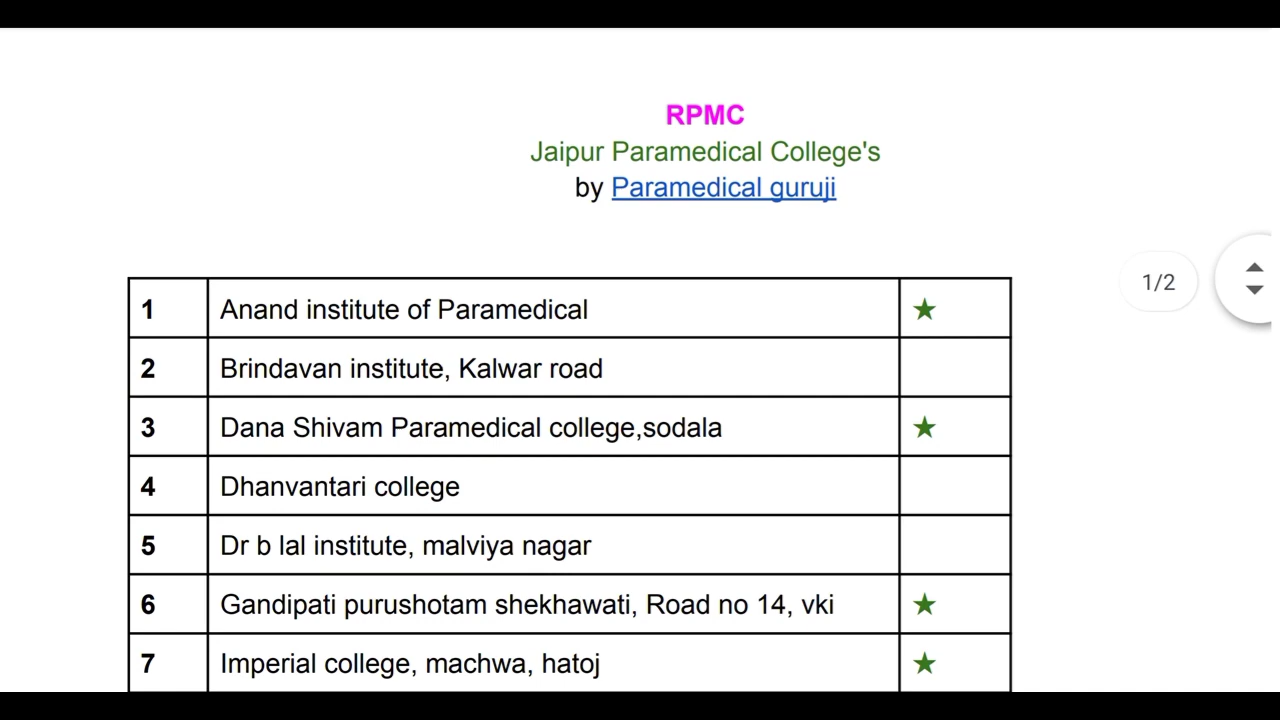 RPMC
Jaipur Paramedical College's
by Paramedical guruji
1/2
1 Anand institute of Paramedical ★
2 Brindavan institute, Kalwar road
3 Dana Shivam Paramedical college,sodala ★
4 Dhanvantari college
5 Dr b lal institute, malviya nagar
6 Gandipati purushotam shekhawati, Road no 14, vki ★
7 Imperial college, machwa, hatoj ★